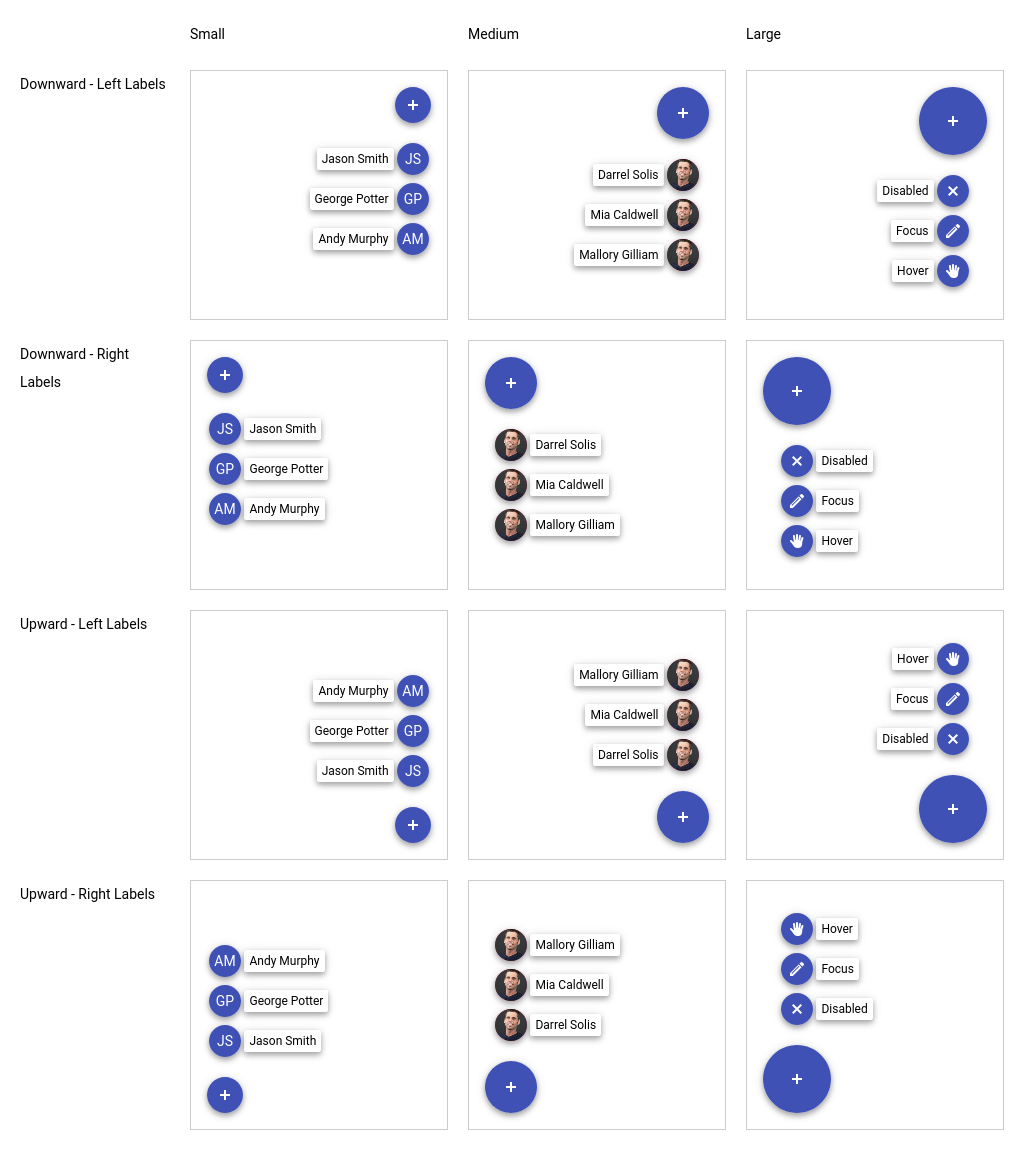 Small
Medium
Large
Downward - Left Labels
Jason Smith JS
George Potter GP
Andy Murphy AM
Darrel Solis
Mia Caldwell
Mallory Gilliam
Disabled
Focus
Hover
Downward - Right
Labels
JS Jason Smith
GP George Potter
AM Andy Murphy
Darrel Solis
Mia Caldwell
Mallory Gilliam
Disabled
Focus
Hover
Upward - Left Labels
Andy Murphy AM
George Potter GP
Jason Smith JS
Mallory Gilliam
Mia Caldwell
Darrel Solis
Hover
Focus
Disabled
Upward - Right Labels
AM Andy Murphy
GP George Potter
JS Jason Smith
Mallory Gilliam
Mia Caldwell
Darrel Solis
Hover
Focus
Disabled